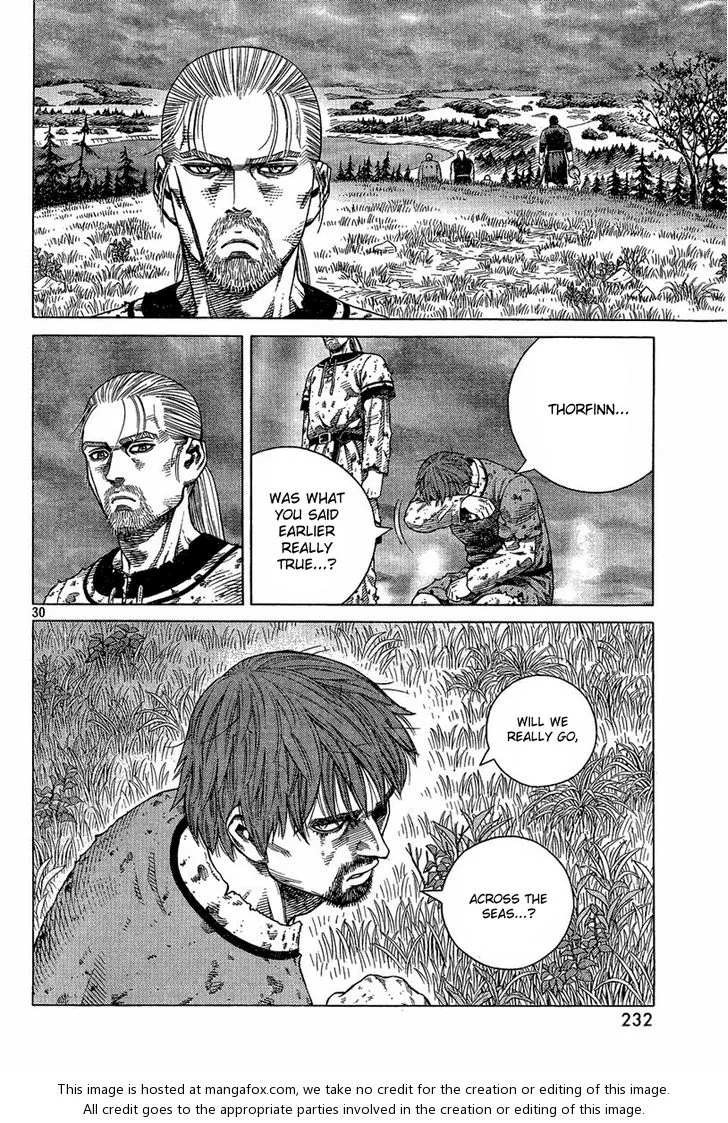 THORFINN...
WAS WHAT
YOU SAID
EARLIER
REALLY
TRUE...?
30
WILL WE
REALLY GO,
ACROSS THE
SEAS...?
232
This image is hosted at mangafox.com, we take no credit for the creation or editing of this image.
All credit goes to the appropriate parties involved in the creation or editing of this image.